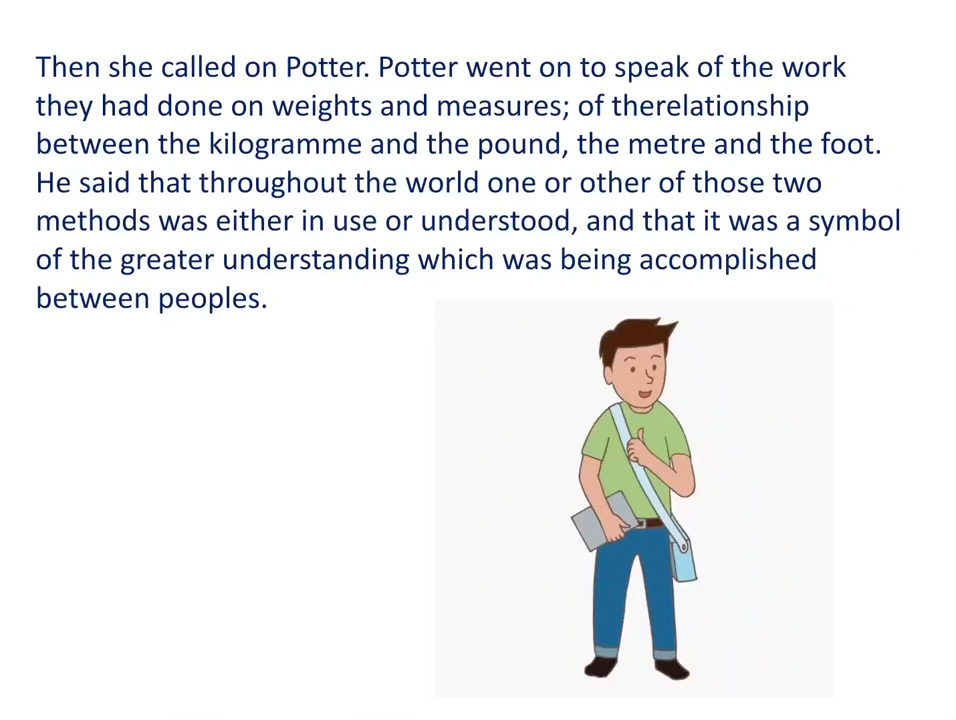 Then she called on Potter. Potter went on to speak of the work
they had done on weights and measures; of therelationship
between the kilogramme and the pound, the metre and the foot.
He said that throughout the world one or other of those two
methods was either in use or understood, and that it was a symbol
of the greater understanding which was being accomplished
between peoples.